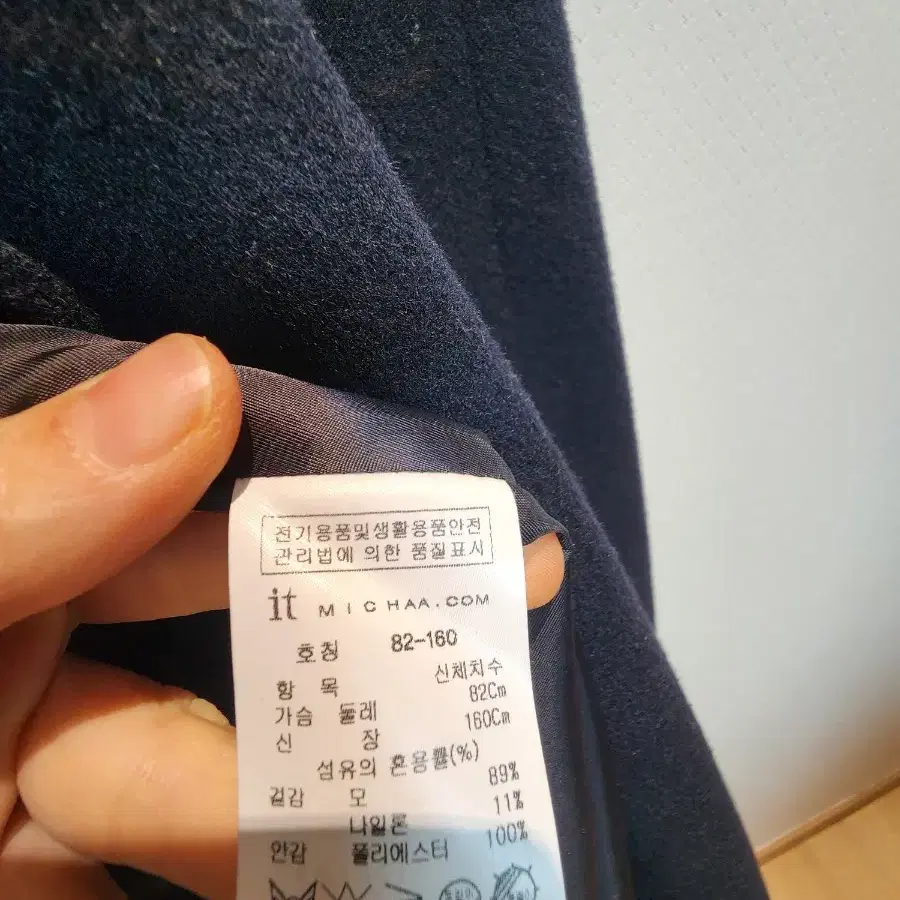 전기용품및생활용품안전
관리법에 의한 품질표시
it MICHAA.COM
호칭 82-160
항 목 신체치수
가슴 둘레 82Cm
신 장 160Cm
섬유의 혼용률(%)
겉감 모 89%
나일론 11%
안감 폴리에스터 100%